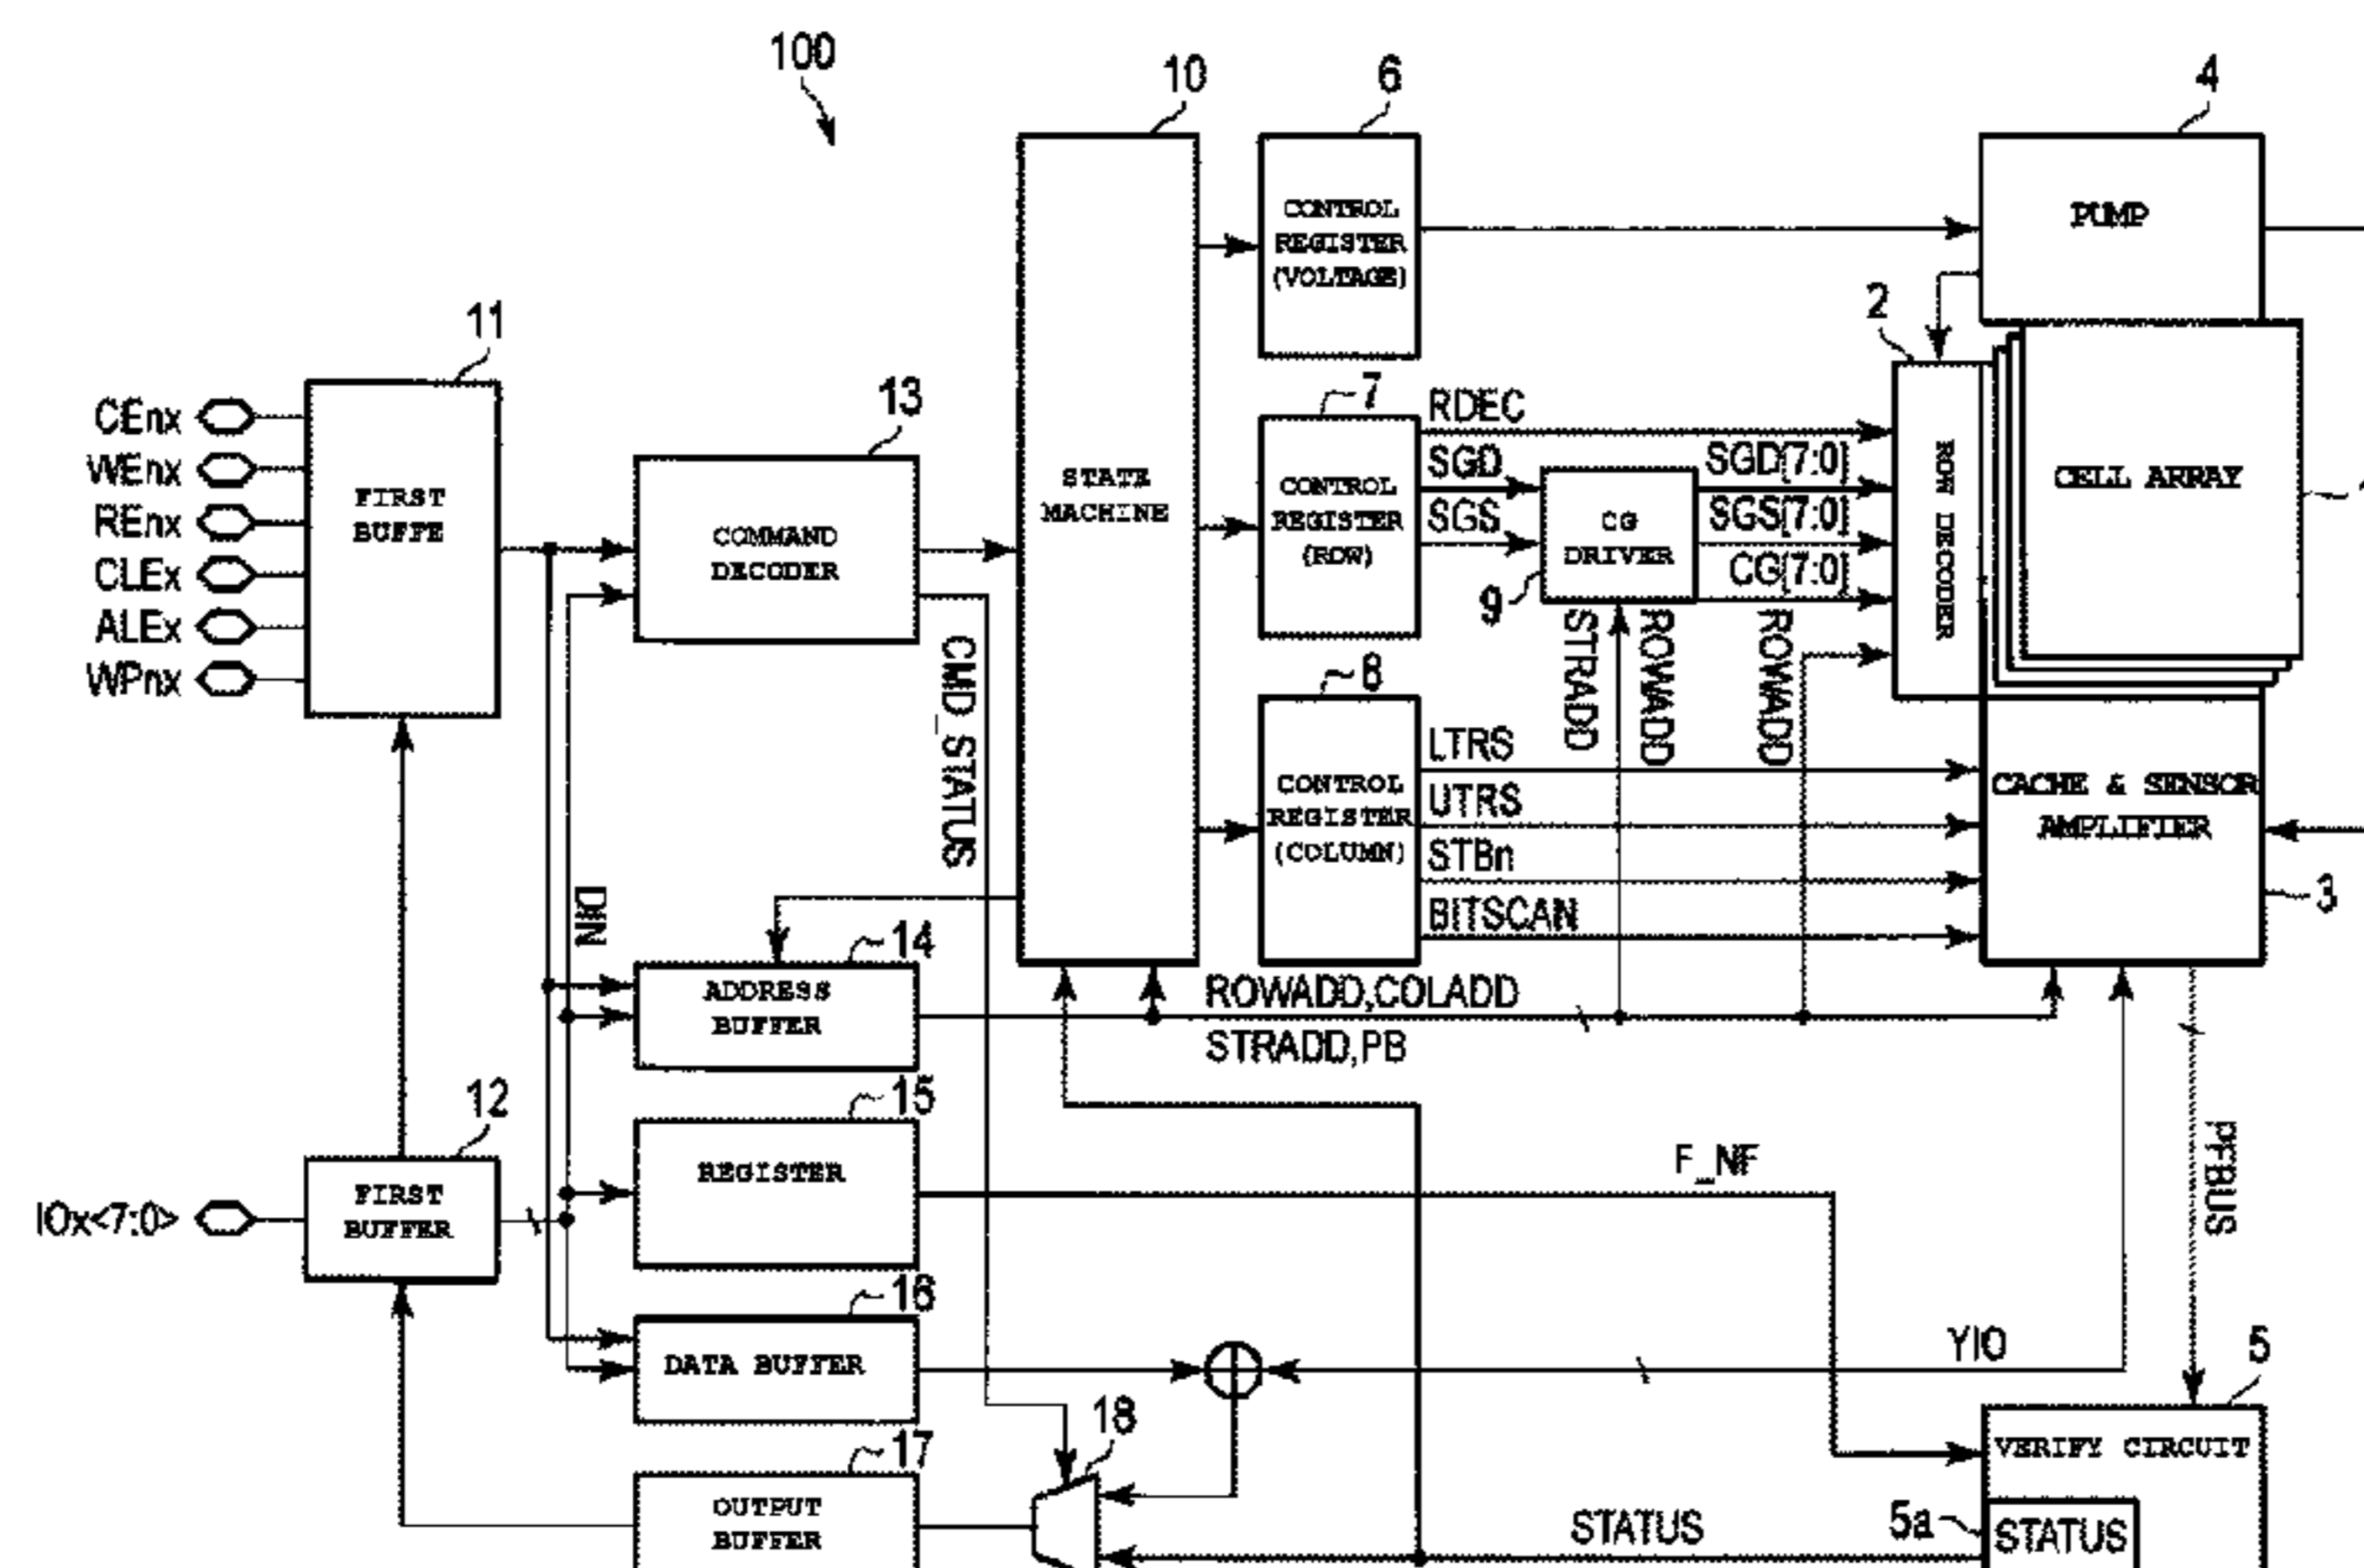 100
10
6
4
CONTROL
REGISTER
(VOLTAGE)
PUMP
2
11
13
7
RDEC
CEnx
WEnx
REnx
CLEx
ALEx
WPnx
FIRST
BUFFE
COMMAND
DECODER
STATE
MACHINE
CONTROL
REGISTER
(ROW)
SGD
SGS
CG
DRIVER
9
SGD[7:0]
SGS[7:0]
CG[7:0]
ROW DECODER
CELL ARRAY
STRADD
ROWADD
ROWADD
CMD_STATUS
8
CONTROL
REGISTER
(COLUMN)
LTRS
UTRS
STBn
BITSCAN
CACHE & SENSOR
AMPLIFIER
3
DIN
14
ADDRESS
BUFFER
ROWADD,COLADD
STRADD,PB
12
15
REGISTER
F_NF
PFBUS
IOx<7:0>
FIRST
BUFFER
16
DATA BUFFER
YIO
5
18
VERIFY CIRCUIT
17
OUTPUT
BUFFER
STATUS
5a
STATUS